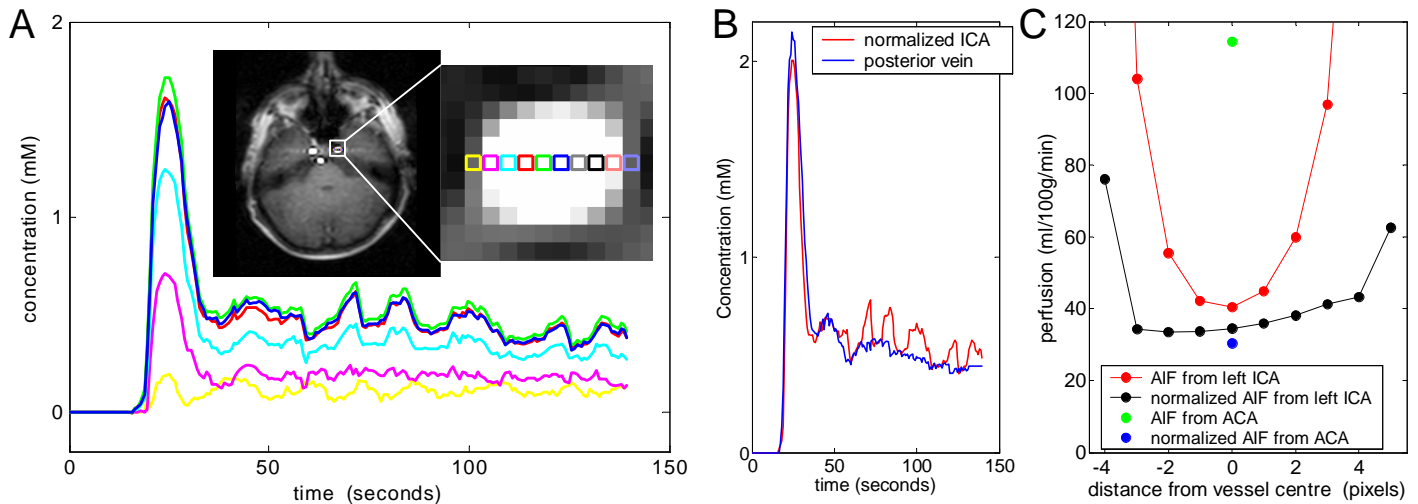 A
2
1
0
concentration (mM)
0
50
100
150
time (seconds)
B
normalized ICA
posterior vein
2
1
0
Concentration (mM)
0
50
100
150
time (seconds)
C
120
100
80
60
40
20
0
perfusion (ml/100g/min)
AIF from left ICA
normalized AIF from left ICA
AIF from ACA
normalized AIF from ACA
-4
-2
0
2
4
distance from vessel centre (pixels)